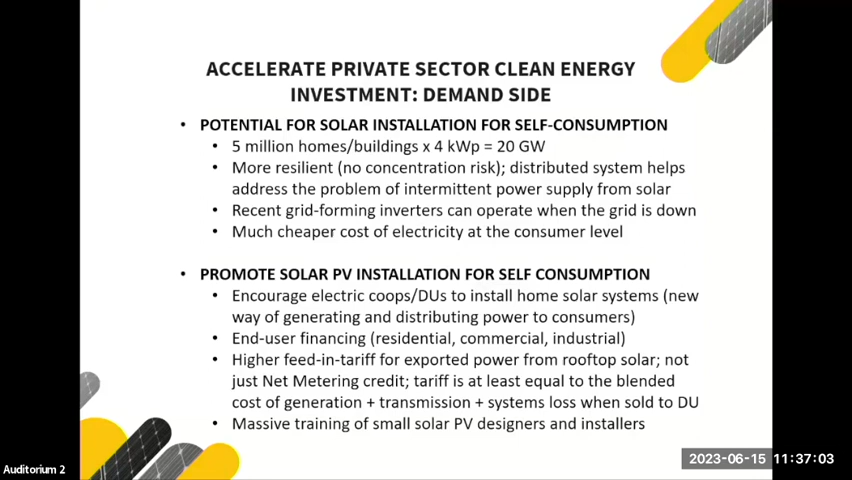 ACCELERATE PRIVATE SECTOR CLEAN ENERGY
INVESTMENT: DEMAND SIDE
• POTENTIAL FOR SOLAR INSTALLATION FOR SELF-CONSUMPTION
• 5 million homes/buildings x 4 kWp = 20 GW
• More resilient (no concentration risk); distributed system helps
address the problem of intermittent power supply from solar
• Recent grid-forming inverters can operate when the grid is down
• Much cheaper cost of electricity at the consumer level
• PROMOTE SOLAR PV INSTALLATION FOR SELF CONSUMPTION
• Encourage electric coops/DUs to install home solar systems (new
way of generating and distributing power to consumers)
• End-user financing (residential, commercial, industrial)
• Higher feed-in-tariff for exported power from rooftop solar; not
just Net Metering credit; tariff is at least equal to the blended
cost of generation + transmission + systems loss when sold to DU
• Massive training of small solar PV designers and installers
Auditorium 2
2023-06-15 11:37:03